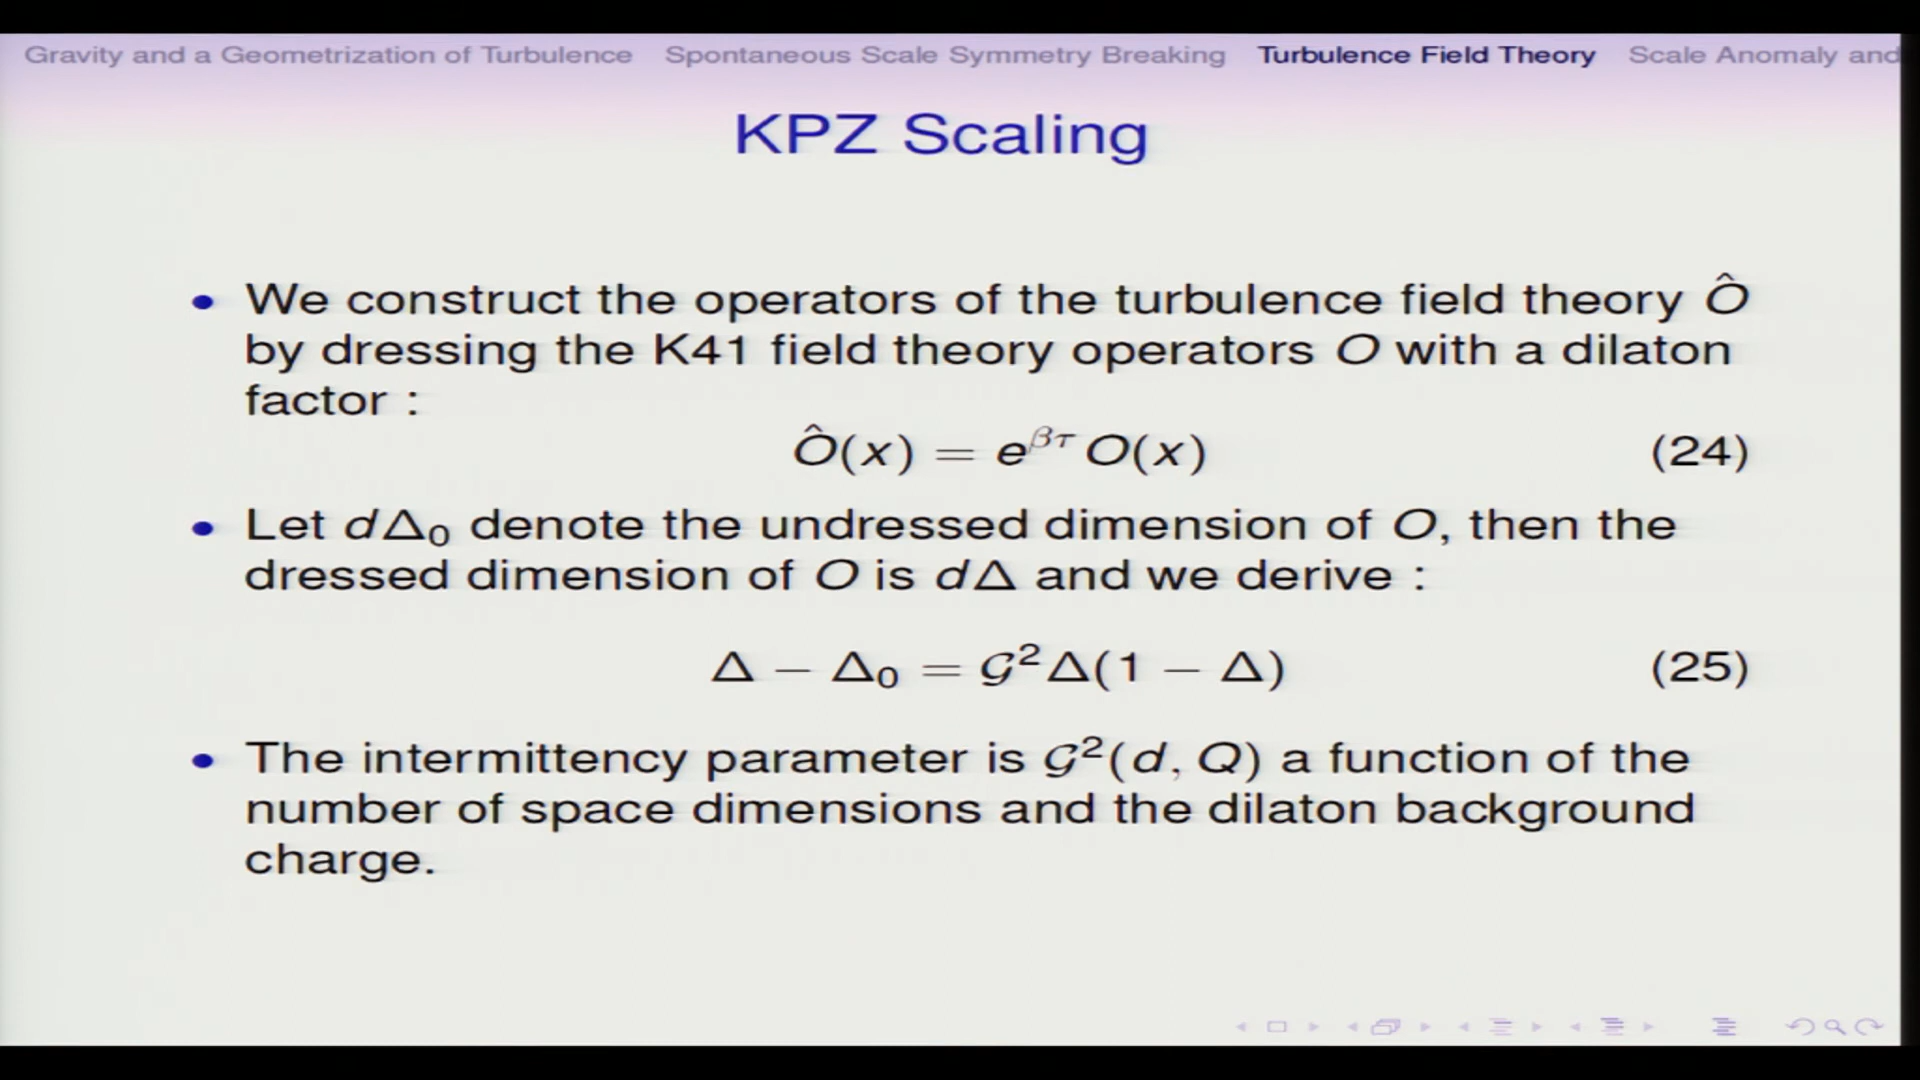 Gravity and a Geometrization of Turbulence Spontaneous Scale Symmetry Breaking Turbulence Field Theory Scale Anomaly and
KPZ Scaling
• We construct the operators of the turbulence field theory Ô
by dressing the K41 field theory operators O with a dilaton
factor :
Ô(x) = e^{βτ} O(x) (24)
• Let dΔ₀ denote the undressed dimension of O, then the
dressed dimension of O is dΔ and we derive :
Δ − Δ₀ = 𝒢²Δ(1 − Δ) (25)
• The intermittency parameter is 𝒢²(d, Q) a function of the
number of space dimensions and the dilaton background
charge.